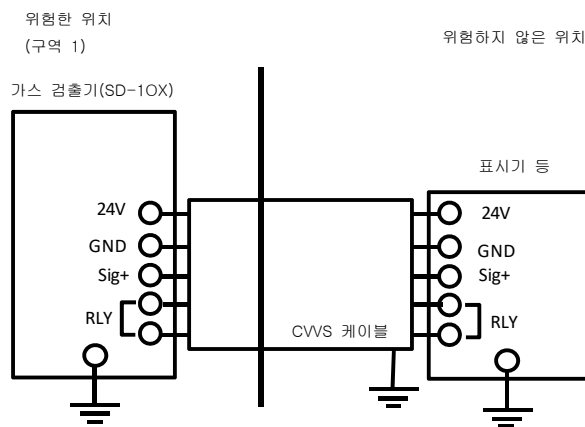 위험한 위치
(구역 1)
위험하지 않은 위치
가스 검출기(SD-1OX)
표시기 등
24V
GND
Sig+
RLY
CVVS 케이블
24V
GND
Sig+
RLY